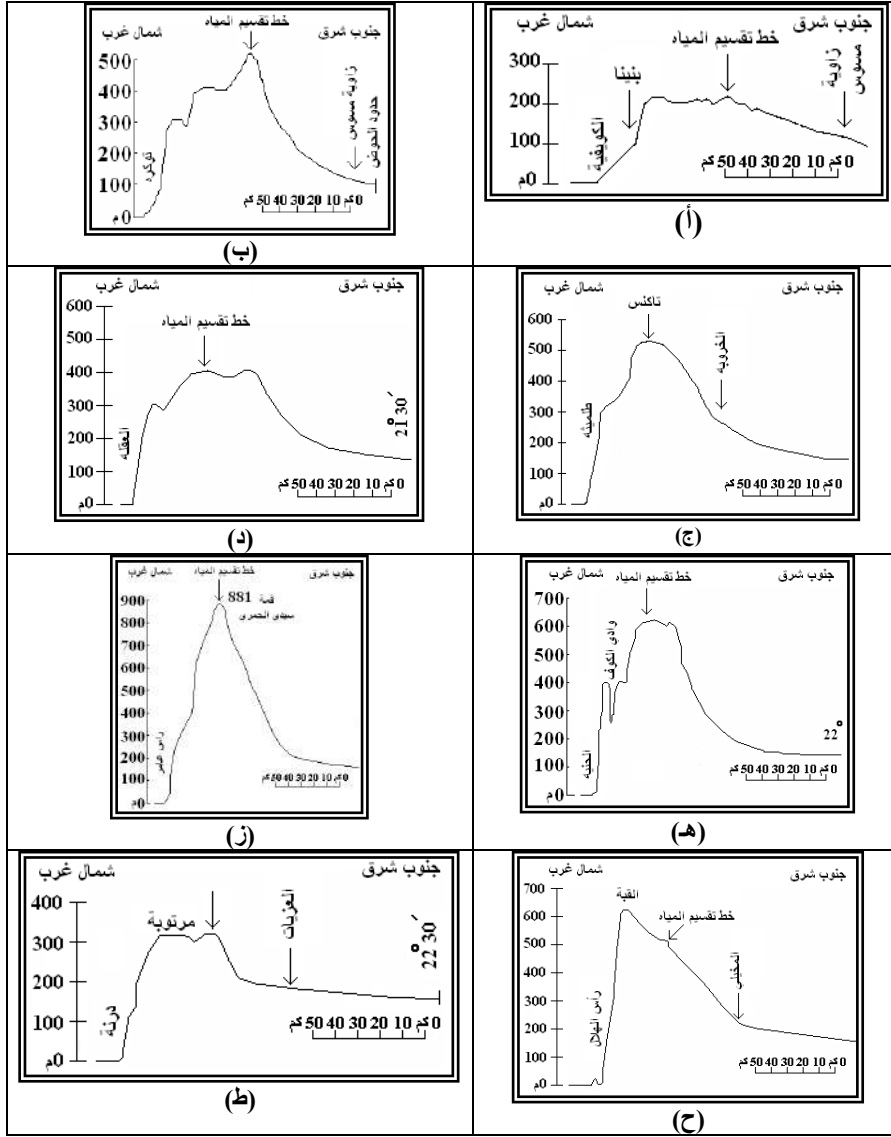 جنوب شرق
شمال غرب
خط تقسيم المياه
زاوية مسوس
بنينا
الكويفية
300
200
100
0م
50 كم 40 30 20 10 0 كم
(أ)
شمال غرب
خط تقسيم المياه
جنوب شرق
زاوية مسوس
حدود الحوض
توكره
500
400
300
200
100
0م
50 كم 40 30 20 10 0 كم
(ب)
جنوب شرق
شمال غرب
تاكنس
الخروبه
طلميثه
600
500
400
300
200
100
0م
50 كم 40 30 20 10 0 كم
(ج)
جنوب شرق
شمال غرب
خط تقسيم المياه
العقله
21° 30´
600
500
400
300
200
100
0م
50 كم 40 30 20 10 0 كم
(د)
جنوب شرق
شمال غرب
خط تقسيم المياه
وادي الكوف
الحنيه
22°
700
600
500
400
300
200
100
0م
50 كم 40 30 20 10 0 كم
(هـ)
جنوب شرق
خط تقسيم المياه
شمال غرب
881 قمة
سيدى الحمرى
راس عامر
900
800
700
600
500
400
300
200
100
0م
50 كم 40 30 20 10 0 كم
(ز)
جنوب شرق
شمال غرب
القبة
خط تقسيم المياه
المخيلي
رأس الهلال
700
600
500
400
300
200
100
0م
50 كم 40 30 20 10 0 كم
(ح)
جنوب شرق
شمال غرب
مرتوبة
العزيات
درنة
22° 30´
400
300
200
100
0م
50 كم 40 30 20 10 0 كم
(ط)